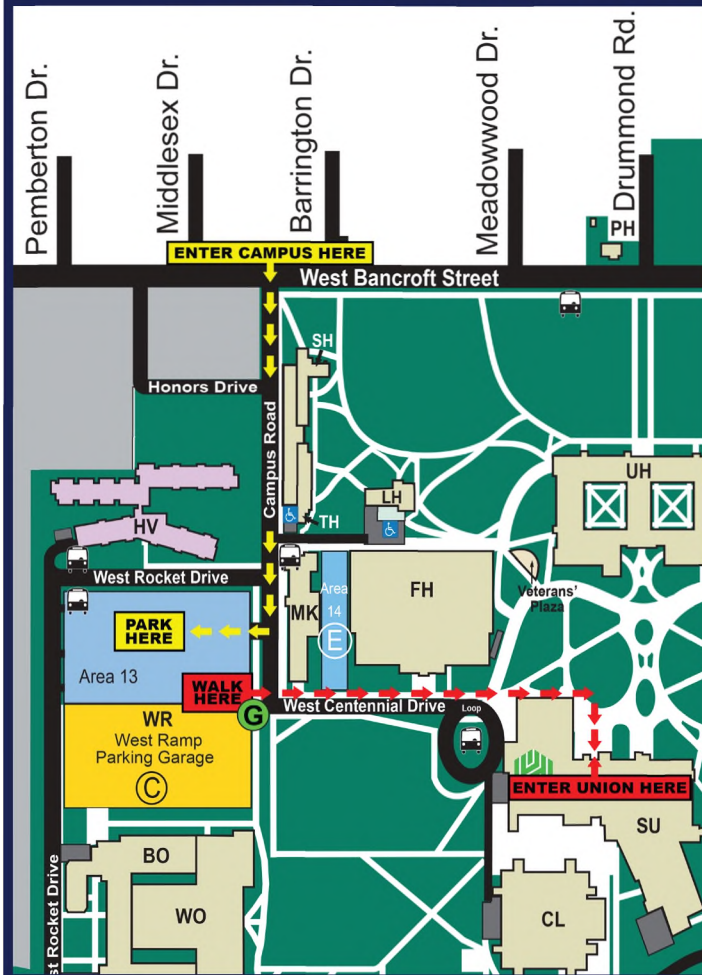 Pemberton Dr.
Middlesex Dr.
Barrington Dr.
Meadowwood Dr.
Drummond Rd.
PH
ENTER CAMPUS HERE
West Bancroft Street
SH
Honors Drive
Campus Road
UH
LH
HV
TH
West Rocket Drive
MK
Area
14
E
FH
Veterans'
Plaza
PARK
HERE
Area 13
WALK
HERE
G
West Centennial Drive
Loop
WR
West Ramp
Parking Garage
C
ENTER UNION HERE
SU
BO
WO
CL
st Rocket Drive